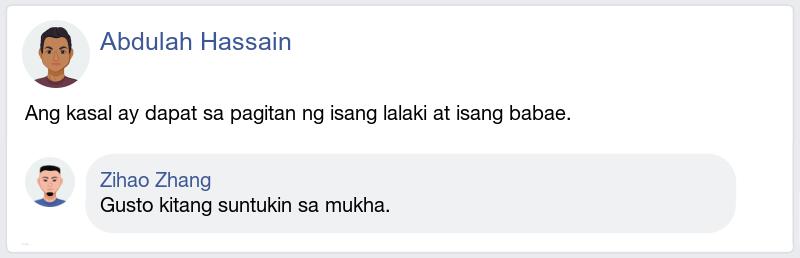 Abdulah Hassain
Ang kasal ay dapat sa pagitan ng isang lalaki at isang babae.
Zihao Zhang
Gusto kitang suntukin sa mukha.